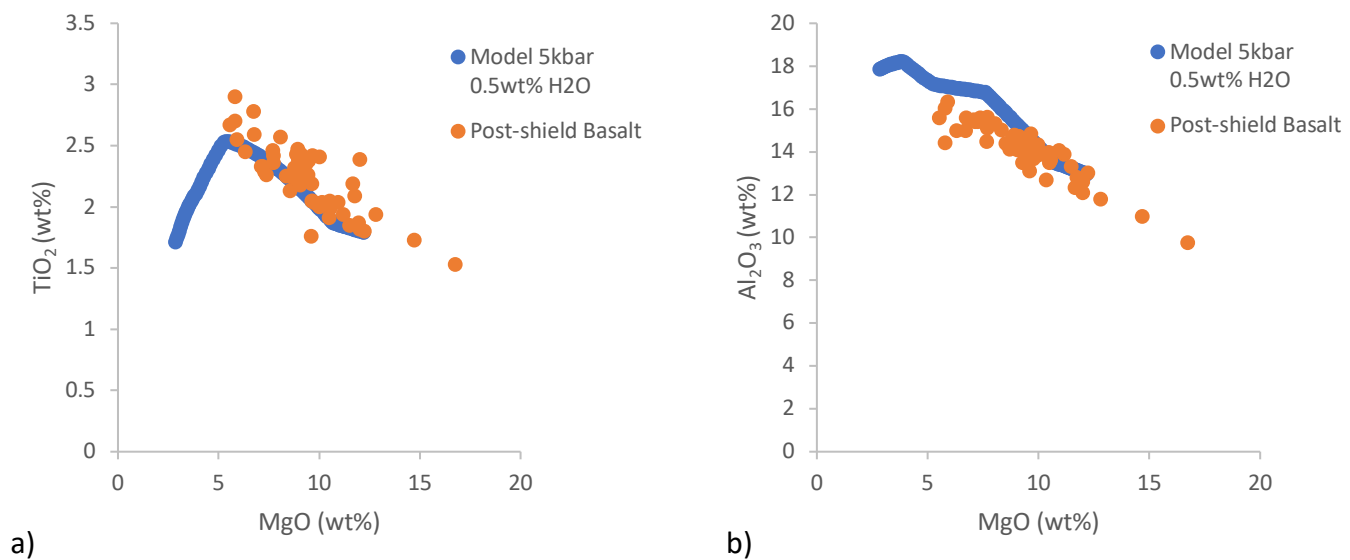 3.5
3
2.5
2
1.5
1
0.5
0
0
5
10
15
20
TiO₂ (wt%)
MgO (wt%)
Model 5kbar
0.5wt% H2O
Post-shield Basalt
a)
20
18
16
14
12
10
8
6
4
2
0
0
5
10
15
20
Al₂O₃ (wt%)
MgO (wt%)
Model 5kbar
0.5wt% H2O
Post-shield Basalt
b)